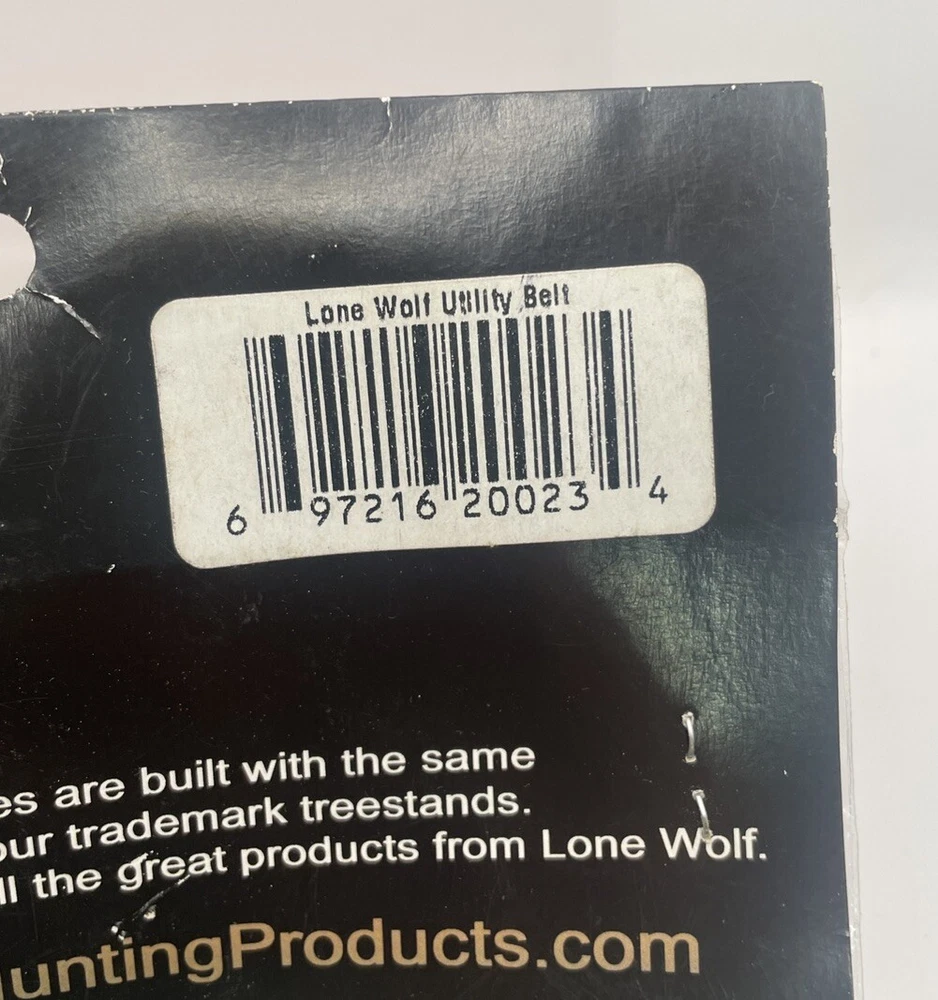 Lone Wolf Utility Belt
6 97216 20023 4
es are built with the same
our trademark treestands.
ll the great products from Lone Wolf.
untingProducts.com